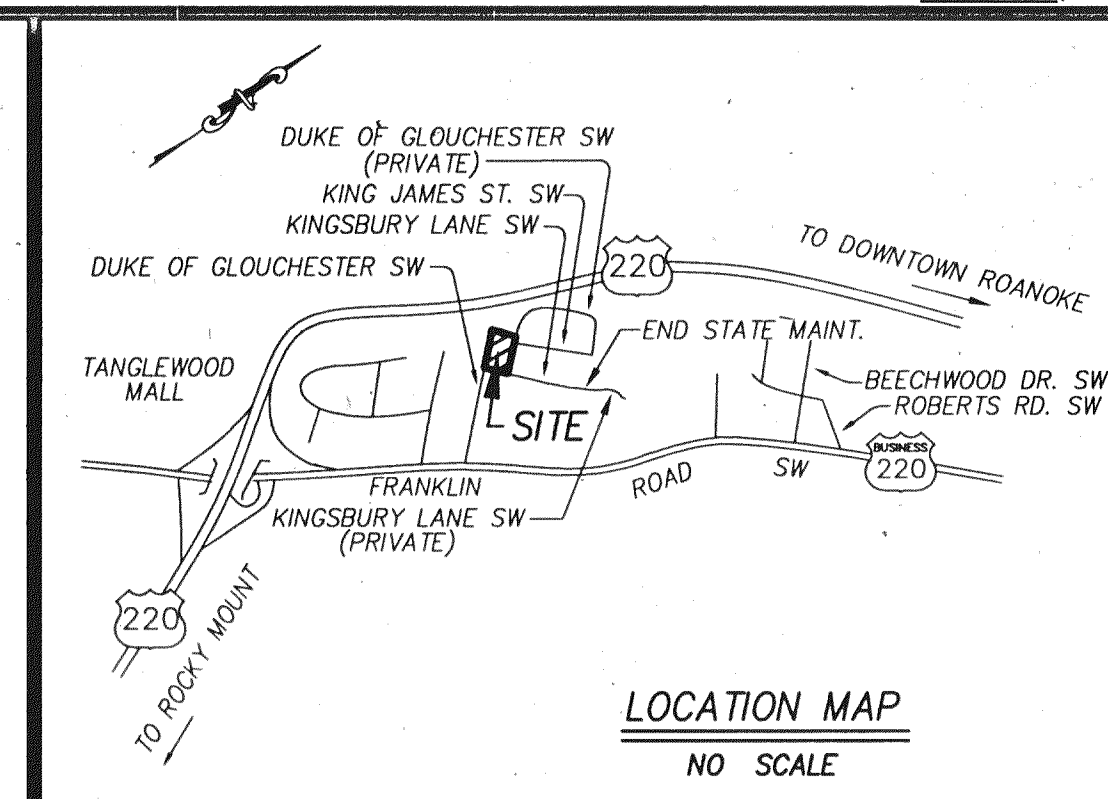 N
DUKE OF GLOUCHESTER SW
(PRIVATE)
KING JAMES ST. SW
KINGSBURY LANE SW
DUKE OF GLOUCHESTER SW
220
TO DOWNTOWN ROANOKE
END STATE MAINT.
TANGLEWOOD
MALL
BEECHWOOD DR. SW
ROBERTS RD. SW
SITE
BUSINESS
220
FRANKLIN ROAD SW
KINGSBURY LANE SW
(PRIVATE)
220
TO ROCKY MOUNT
LOCATION MAP
NO SCALE